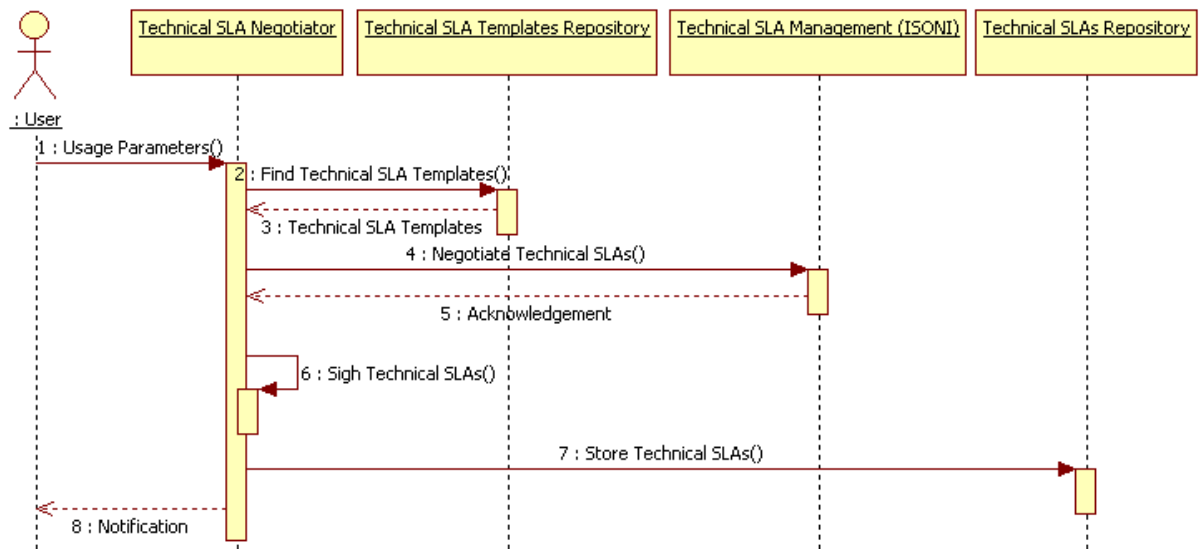 Technical SLA Negotiator
Technical SLA Templates Repository
Technical SLA Management (ISONI)
Technical SLAs Repository
: User
1 : Usage Parameters()
2 : Find Technical SLA Templates()
3 : Technical SLA Templates
4 : Negotiate Technical SLAs()
5 : Acknowledgement
6 : Sigh Technical SLAs()
7 : Store Technical SLAs()
8 : Notification